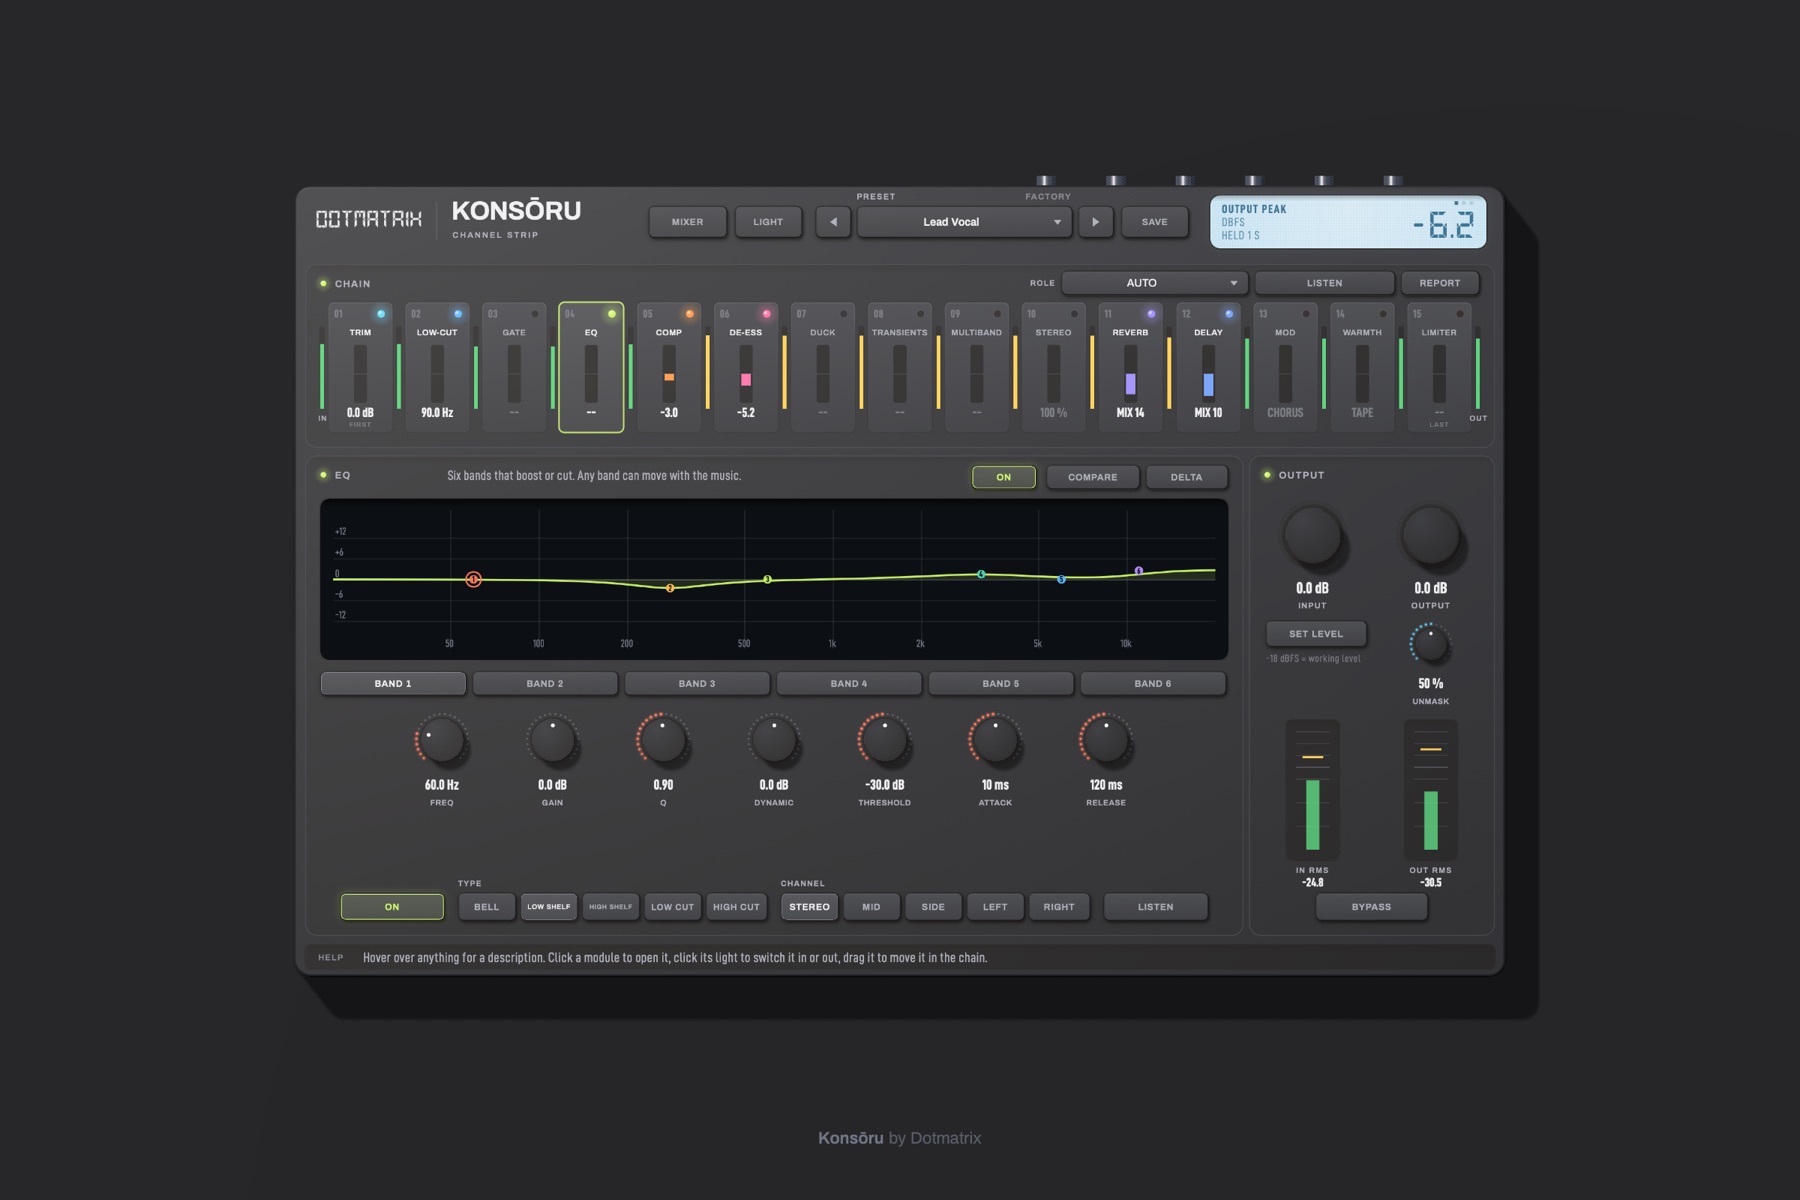 DOTMATRIX
KONSŌRU
CHANNEL STRIP
MIXER
LIGHT
PRESET
FACTORY
Lead Vocal
SAVE
OUTPUT PEAK
DBFS
HELD 1 S
-6.2
CHAIN
ROLE
AUTO
LISTEN
REPORT
01 02 03 04 05 06 07 08 09 10 11 12 13 14 15
TRIM LOW-CUT GATE EQ COMP DE-ESS DUCK TRANSIENTS MULTIBAND STEREO REVERB DELAY MOD WARMTH LIMITER
IN 0.0 dB 90.0 Hz -- -- -3.0 -5.2 -- -- -- 100 % MIX 14 MIX 10 CHORUS TAPE -- OUT
FIRST LAST
EQ
Six bands that boost or cut. Any band can move with the music.
ON
COMPARE
DELTA
+12
+6
0
-6
-12
50 100 200 500 1k 2k 5k 10k
1 2 3 4 5 6
BAND 1 BAND 2 BAND 3 BAND 4 BAND 5 BAND 6
60.0 Hz 0.0 dB 0.90 0.0 dB -30.0 dB 10 ms 120 ms
FREQ GAIN Q DYNAMIC THRESHOLD ATTACK RELEASE
TYPE CHANNEL
ON BELL LOW SHELF HIGH SHELF LOW CUT HIGH CUT STEREO MID SIDE LEFT RIGHT LISTEN
OUTPUT
0.0 dB 0.0 dB
INPUT OUTPUT
SET LEVEL
-18 dBFS = working level
50 %
UNMASK
IN RMS OUT RMS
-24.8 -30.5
BYPASS
HELP Hover over anything for a description. Click a module to open it, click its light to switch it in or out, drag it to move it in the chain.
Konsōru by Dotmatrix